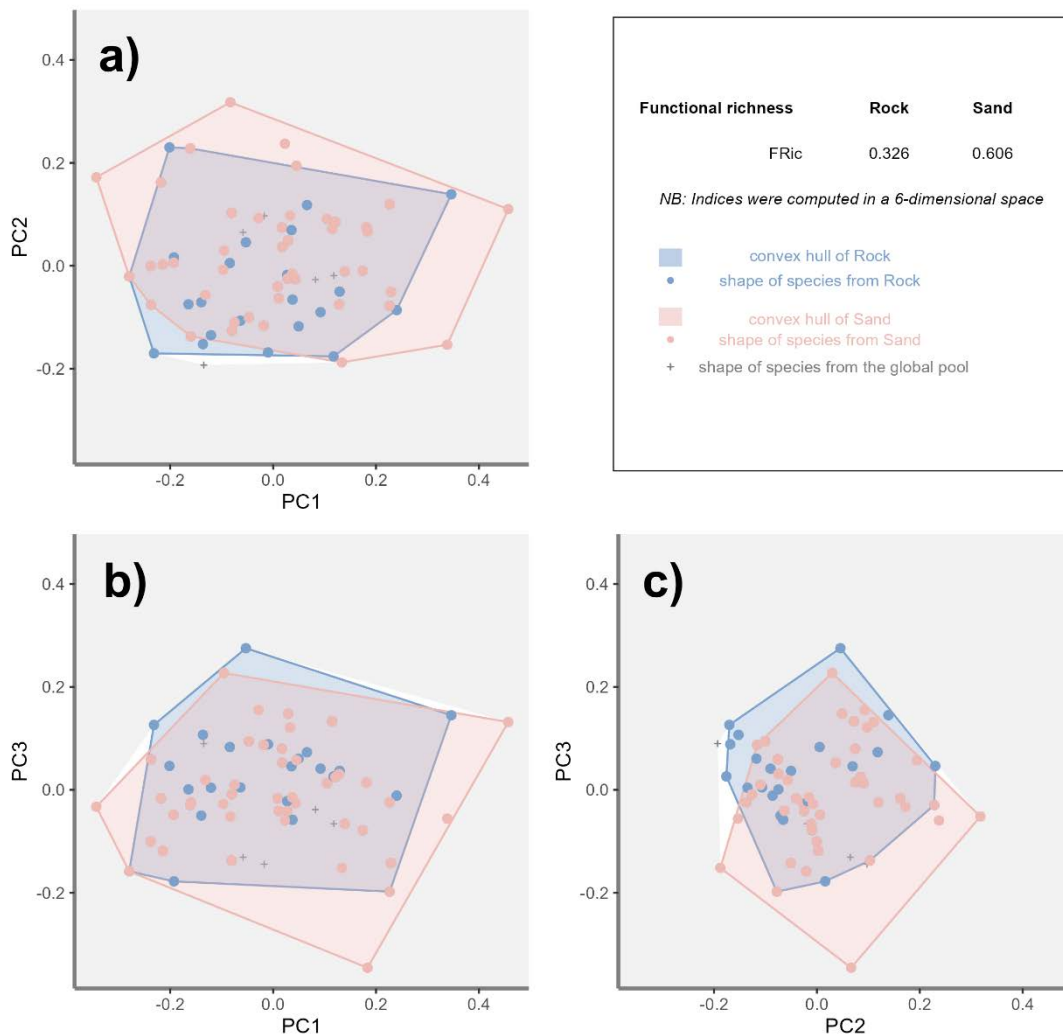 a)
0.4
0.2
0.0
-0.2
PC2
-0.2 0.0 0.2 0.4
PC1
Functional richness Rock Sand
FRic 0.326 0.606
NB: Indices were computed in a 6-dimensional space
convex hull of Rock
shape of species from Rock
convex hull of Sand
shape of species from Sand
shape of species from the global pool
b)
0.4
0.2
0.0
-0.2
PC3
-0.2 0.0 0.2 0.4
PC1
c)
0.4
0.2
0.0
-0.2
PC3
-0.2 0.0 0.2 0.4
PC2